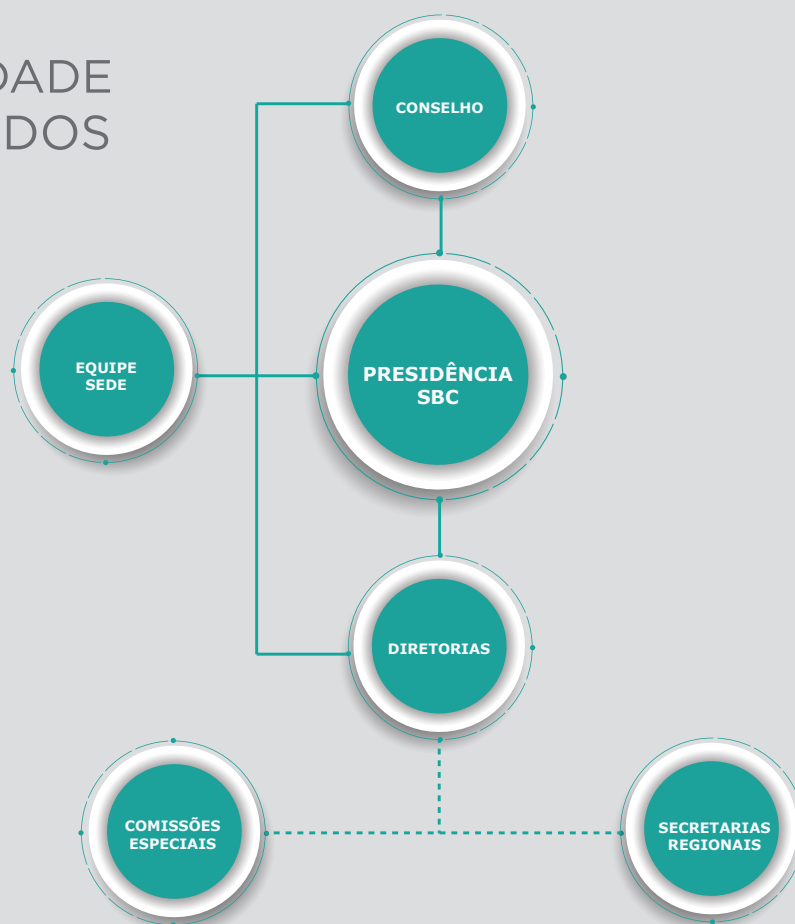 DADE
DOS
CONSELHO
EQUIPE
SEDE
PRESIDÊNCIA
SBC
DIRETORIAS
COMISSÕES
ESPECIAIS
SECRETARIAS
REGIONAIS